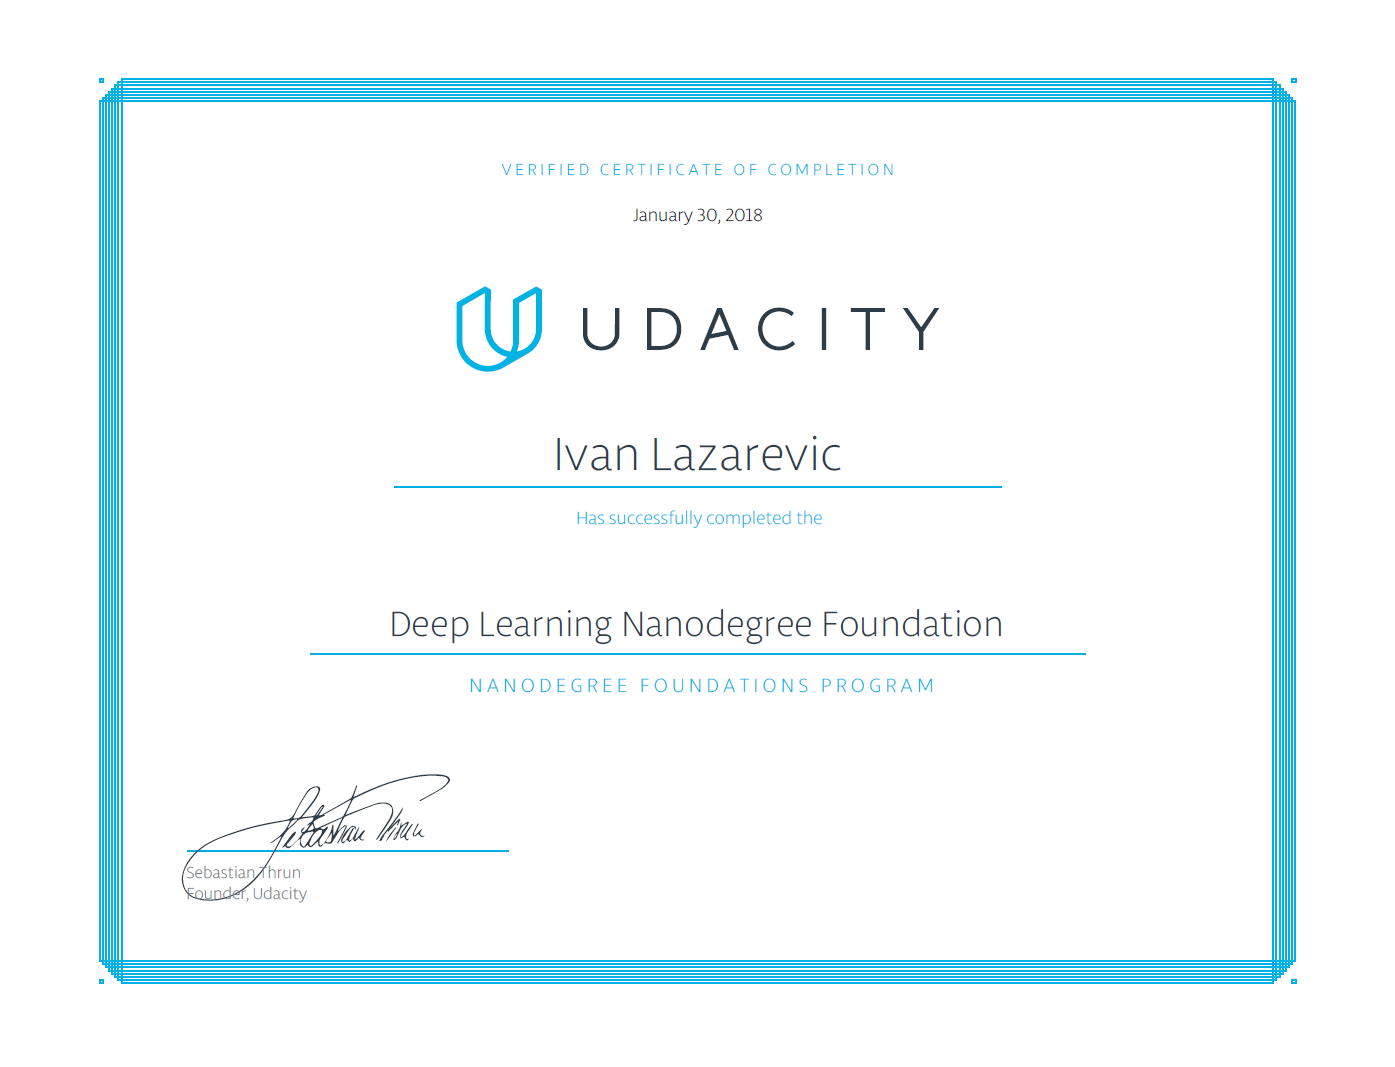 VERIFIED CERTIFICATE OF COMPLETION
January 30, 2018
UDACITY
Ivan Lazarevic
Has successfully completed the
Deep Learning Nanodegree Foundation
NANODEGREE FOUNDATIONS PROGRAM
Sebastian Thrun
Sebastian Thrun
Founder, Udacity